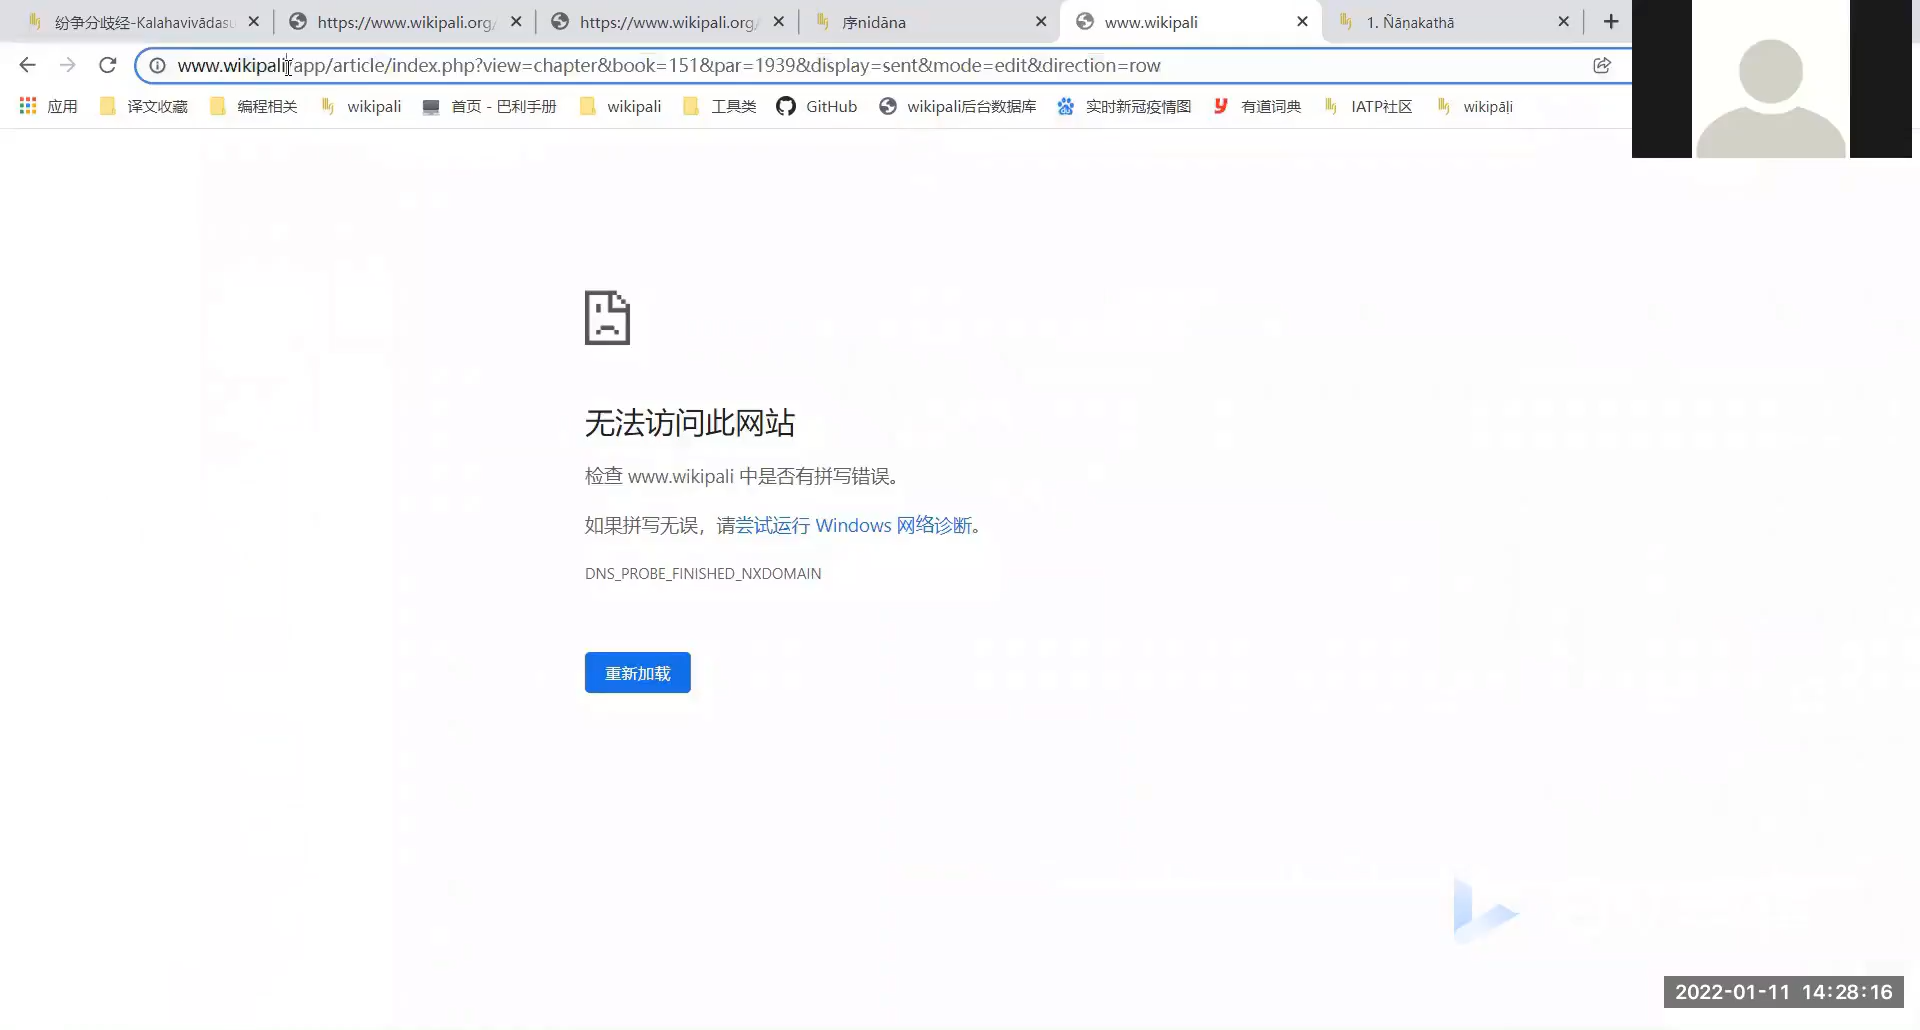 纷争分歧经-Kalahavivādasu
https://www.wikipali.org/
https://www.wikipali.org/
序nidāna
www.wikipali
1. Ñāṇakathā
www.wikipali/app/article/index.php?view=chapter&book=151&par=1939&display=sent&mode=edit&direction=row
应用
译文收藏
编程相关
wikipali
首页 - 巴利手册
wikipali
工具类
GitHub
wikipali后台数据库
实时新冠疫情图
有道词典
IATP社区
wikipāḷi
无法访问此网站
检查 www.wikipali 中是否有拼写错误。
如果拼写无误，请尝试运行 Windows 网络诊断。
DNS_PROBE_FINISHED_NXDOMAIN
重新加载
2022-01-11 14:28:16